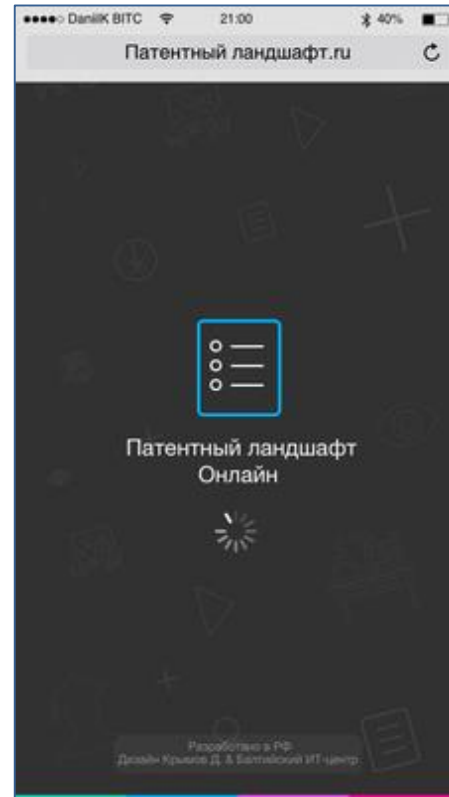 DaniilK BITC 21:00 40%
Патентный ландшафт.ru
Патентный ландшафт
Онлайн
Разработано в РФ
Дизайн Крымов Д. & Балтийский ИТ-центр